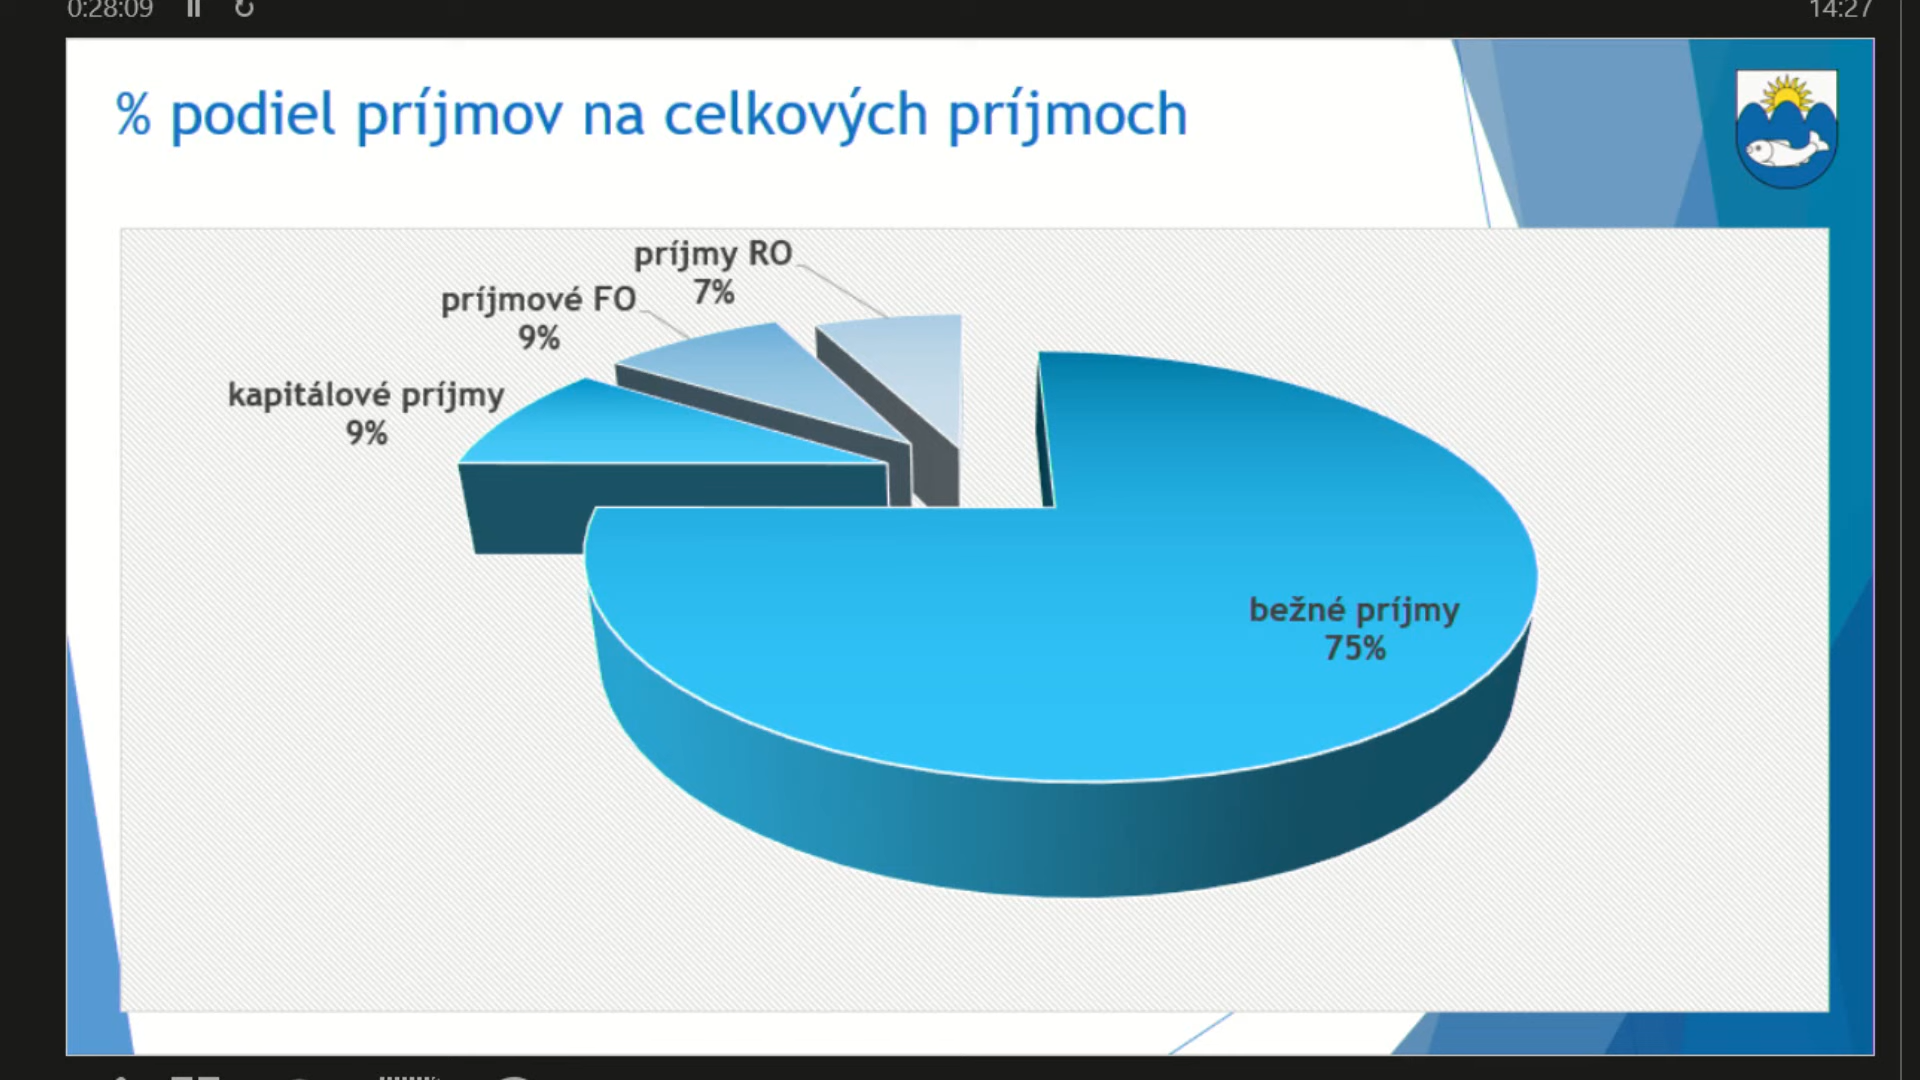 0:28:09
14:27
% podiel príjmov na celkových príjmoch
príjmy RO
7%
príjmové FO
9%
kapitálové príjmy
9%
bežné príjmy
75%